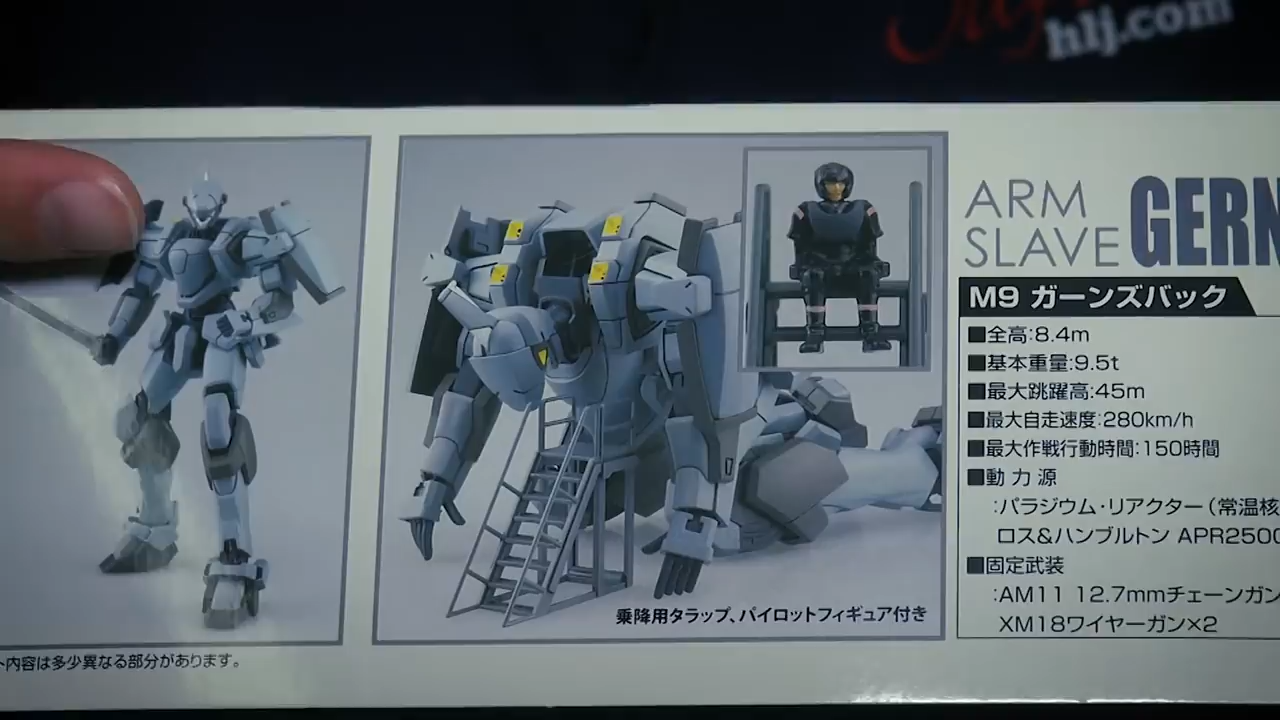 hlj.com
ARM
SLAVE GERN
M9 ガーンズバック
■全高:8.4m
■基本重量:9.5t
■最大跳躍高:45m
■最大自走速度:280km/h
■最大作戦行動時間:150時間
■動力源
:パラジウム・リアクター(常温核
ロス&ハンブルトン APR2500
■固定武装
:AM11 12.7mmチェーンガン
XM18ワイヤーガン×2
乗降用タラップ、パイロットフィギュア付き
内容は多少異なる部分があります。